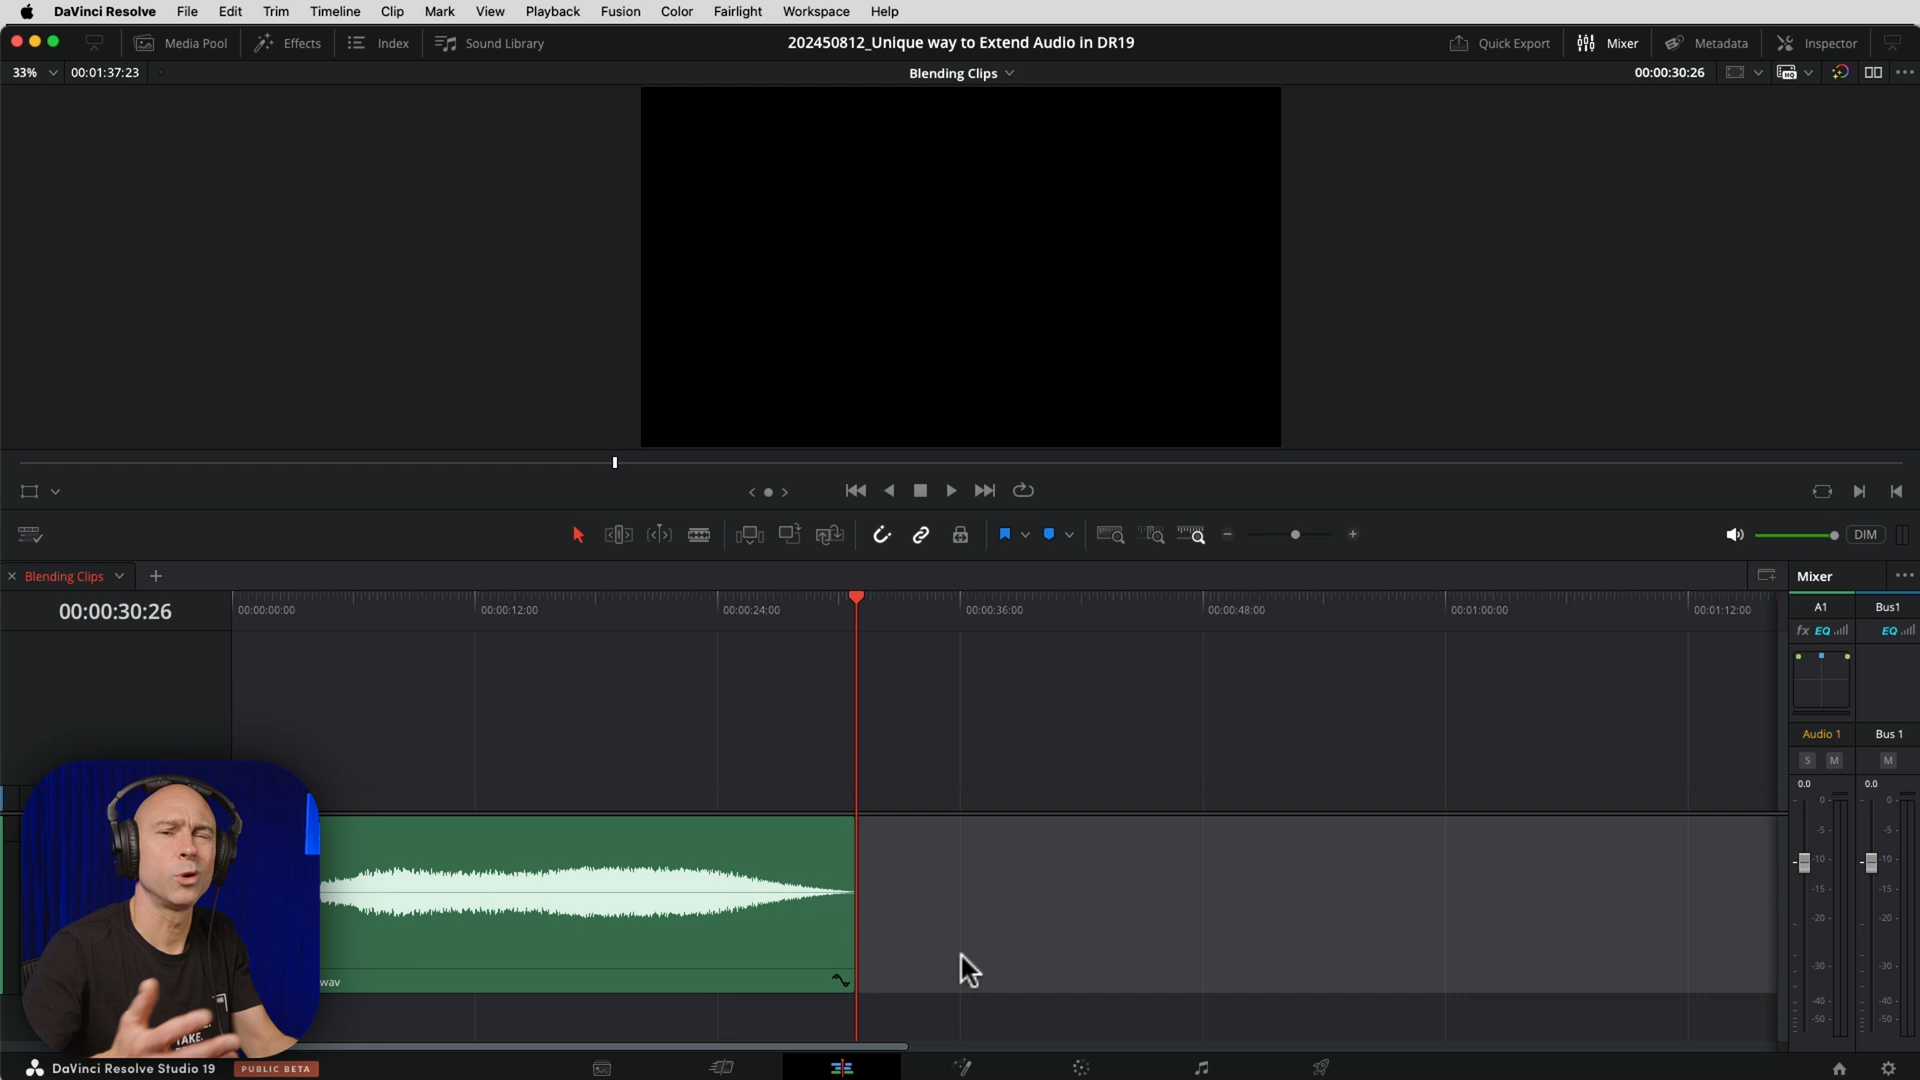 DaVinci Resolve File Edit Trim Timeline Clip Mark View Playback Fusion Color Fairlight Workspace Help
Media Pool Effects Index Sound Library 202450812_Unique way to Extend Audio in DR19 Quick Export Mixer Metadata Inspector
33% 00:01:37:23 Blending Clips 00:00:30:26 HQ
DIM
Blending Clips Mixer
00:00:30:26 00:00:00:00 00:00:12:00 00:00:24:00 00:00:36:00 00:00:48:00 00:01:00:00 00:01:12:00 A1 Bus1
fx EQ EQ
Audio 1 Bus 1
S M M
0.0 0.0
0 0
-5 -5
-10 -10
-15 -15
-20 -20
-30 -30
-40 -40
-50 -50
wav
TAKE.
DaVinci Resolve Studio 19 PUBLIC BETA